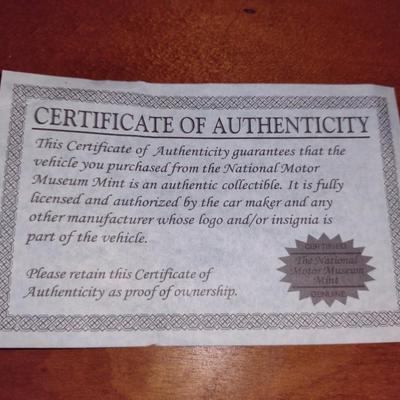 CERTIFICATE OF AUTHENTICITY
This Certificate of Authenticity guarantees that the
vehicle you purchased from the National Motor
Museum Mint is an authentic collectible. It is fully
licensed and authorized by the car maker and any
other manufacturer whose logo and/or insignia is
part of the vehicle.
Please retain this Certificate of
Authenticity as proof of ownership.
CERTIFIED
The National
Motor Museum
Mint
GENUINE